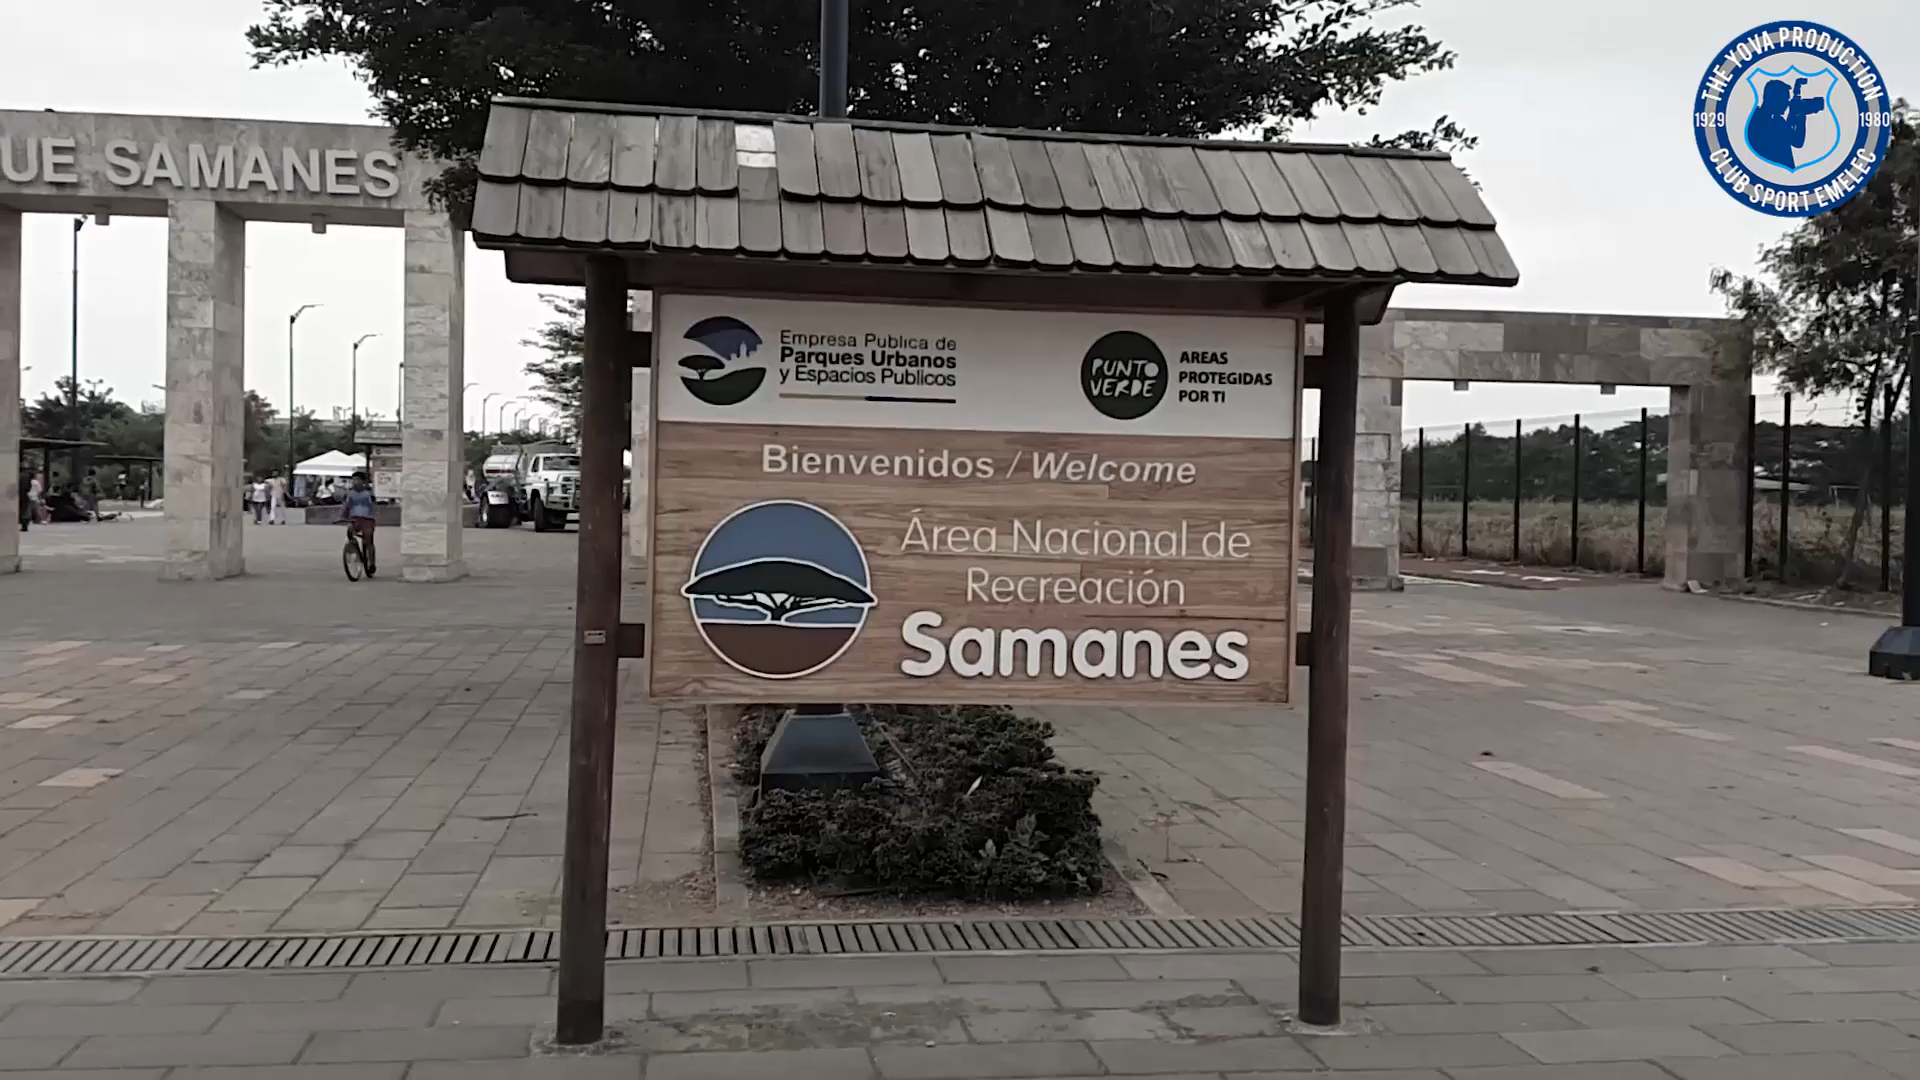 UE SAMANES
THE YOVA PRODUCTION
1929
1980
CLUB SPORT EMELEC
Empresa Publica de
Parques Urbanos
y Espacios Publicos
PUNTO
VERDE
AREAS
PROTEGIDAS
POR TI
Bienvenidos / Welcome
Área Nacional de
Recreación
Samanes